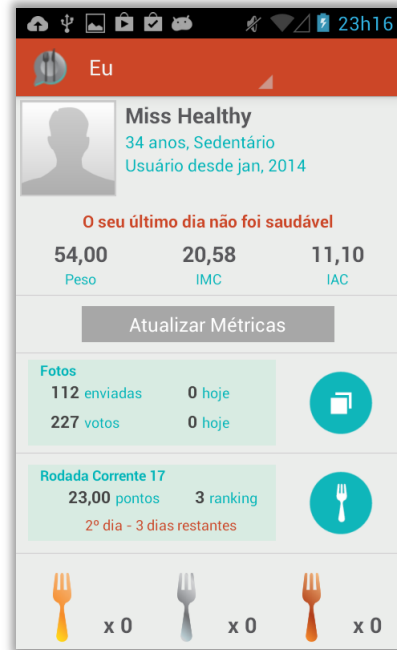 23h16
Eu
Miss Healthy
34 anos, Sedentário
Usuário desde jan, 2014
O seu último dia não foi saudável
54,00 20,58 11,10
Peso IMC IAC
Atualizar Métricas
Fotos
112 enviadas 0 hoje
227 votos 0 hoje
Rodada Corrente 17
23,00 pontos 3 ranking
2º dia - 3 dias restantes
x 0 x 0 x 0